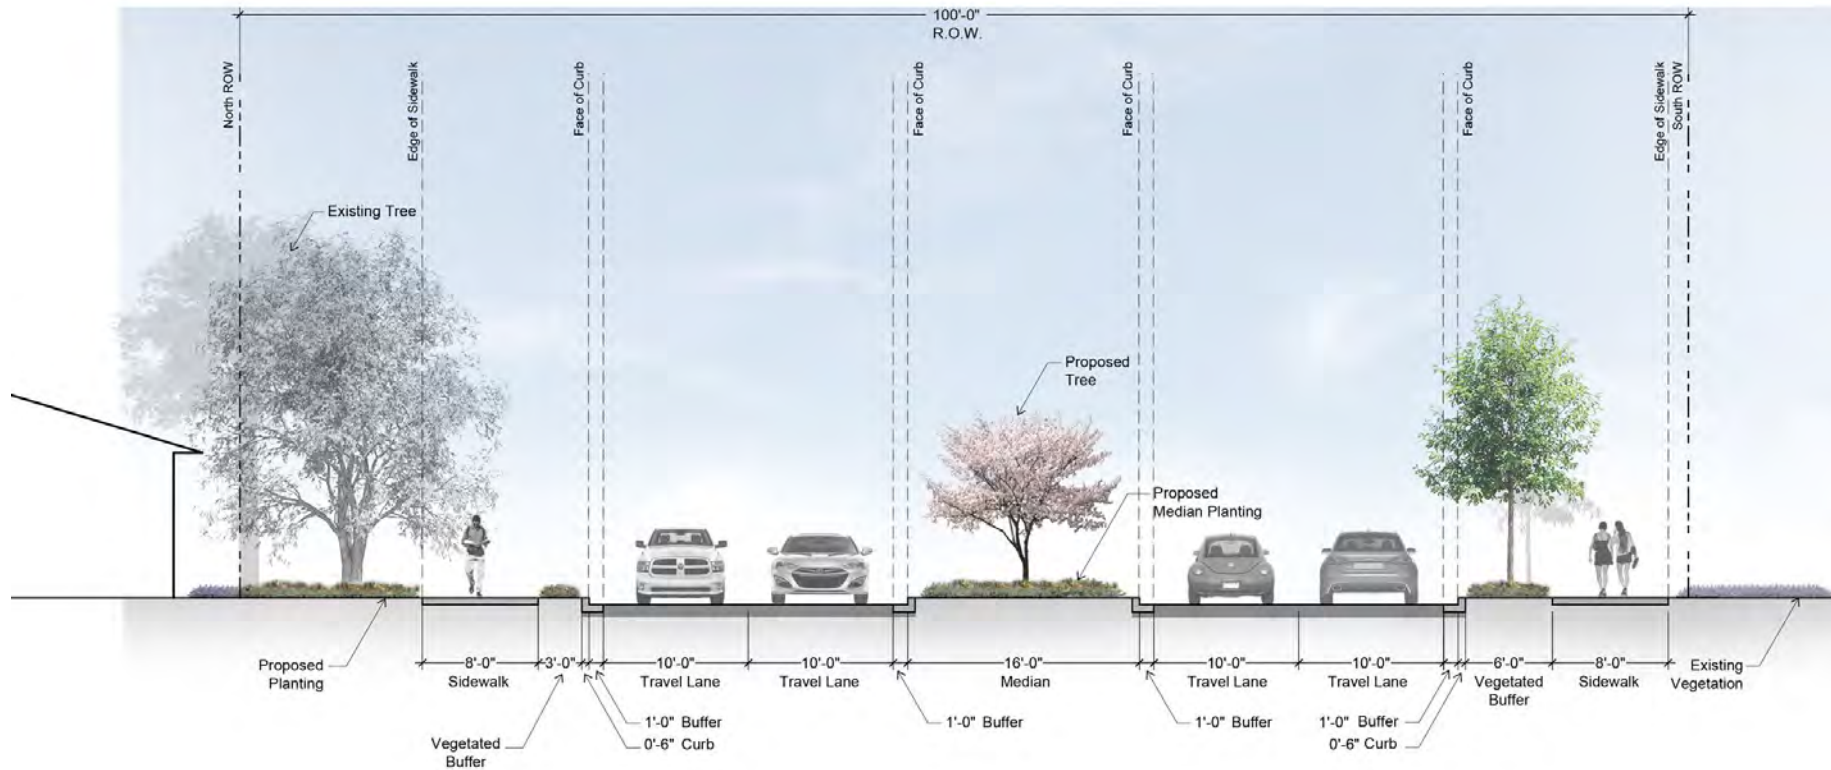 100'-0"
R.O.W.
North ROW
Edge of Sidewalk
Face of Curb
Face of Curb
Face of Curb
Face of Curb
Edge of Sidewalk
South ROW
Existing Tree
Proposed
Tree
Proposed
Median Planting
Proposed
Planting
8'-0"
Sidewalk
3'-0"
Vegetated
Buffer
10'-0"
Travel Lane
10'-0"
Travel Lane
1'-0" Buffer
0'-6" Curb
1'-0" Buffer
16'-0"
Median
1'-0" Buffer
10'-0"
Travel Lane
10'-0"
Travel Lane
1'-0" Buffer
0'-6" Curb
6'-0"
Vegetated
Buffer
8'-0"
Sidewalk
Existing
Vegetation